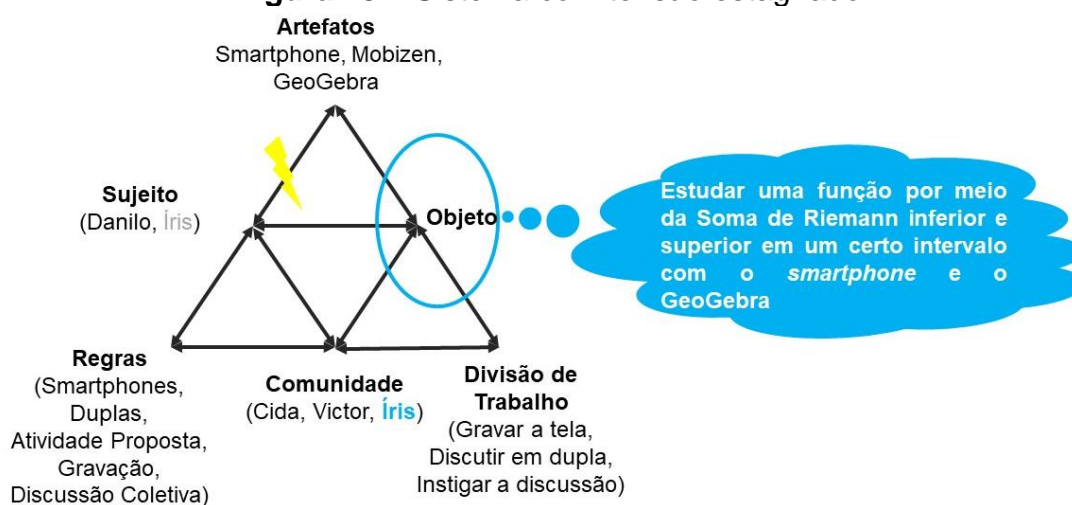 Artefatos
Smartphone, Mobizen,
GeoGebra
Sujeito
(Danilo, Íris)
Objeto
Estudar uma função por meio
da Soma de Riemann inferior e
superior em um certo intervalo
com o smartphone e o
GeoGebra
Regras
(Smartphones,
Duplas,
Atividade Proposta,
Gravação,
Discussão Coletiva)
Comunidade
(Cida, Victor, Íris)
Divisão de
Trabalho
(Gravar a tela,
Discutir em dupla,
Instigar a discussão)